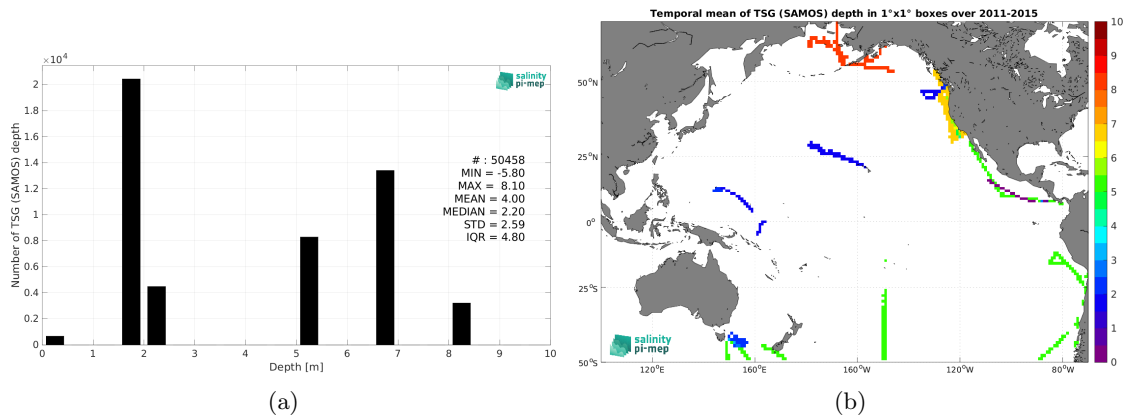 ×10⁴
2
1.8
1.6
1.4
1.2
1
0.8
0.6
0.4
0.2
0
Number of TSG (SAMOS) depth
salinity
pi-mep
# : 50458
MIN = -5.80
MAX = 8.10
MEAN = 4.00
MEDIAN = 2.20
STD = 2.59
IQR = 4.80
0 1 2 3 4 5 6 7 8 9 10
Depth [m]
(a)
Temporal mean of TSG (SAMOS) depth in 1°x1° boxes over 2011-2015
50°N
25°N
0°
25°S
50°S
120°E 160°E 160°W 120°W 80°W
salinity
pi-mep
10
9
8
7
6
5
4
3
2
1
0
(b)